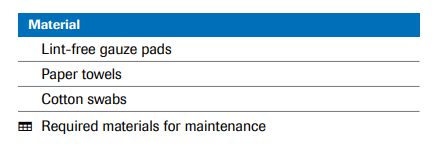 Material
Lint-free gauze pads
Paper towels
Cotton swabs
Required materials for maintenance